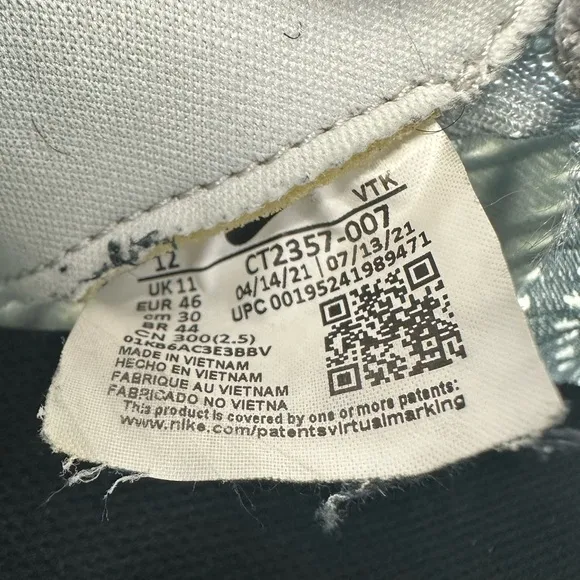 VTK
12
UK 11
EUR 46
cm 30
BR 44
CN 300(2.5)
CT2357-007
04/14/21 | 07/13/21
UPC 00195241989471
01KB6AC3E3BBV
MADE IN VIETNAM
HECHO EN VIETNAM
FABRIQUE AU VIETNAM
FABRICADO NO VIETNA
This product is covered by one or more patents:
www.nike.com/patentsvirtualmarking